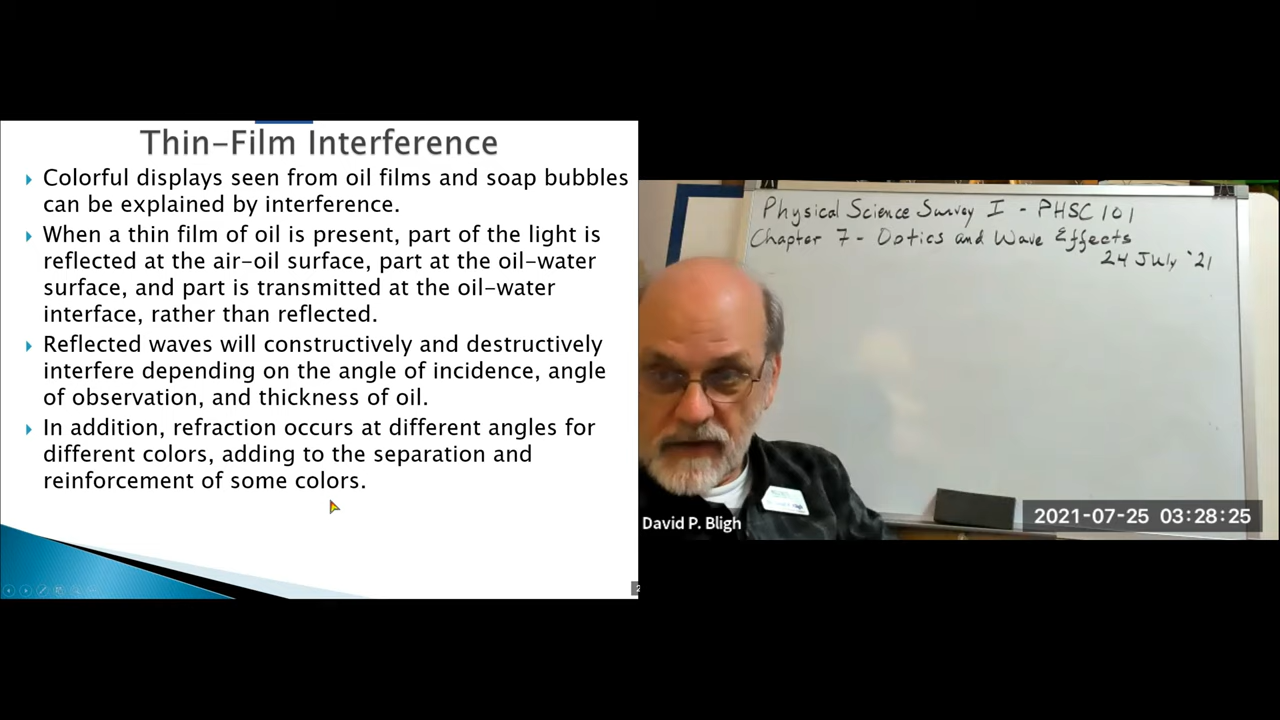 Thin-Film Interference
Colorful displays seen from oil films and soap bubbles
can be explained by interference.
When a thin film of oil is present, part of the light is
reflected at the air-oil surface, part at the oil-water
surface, and part is transmitted at the oil-water
interface, rather than reflected.
Reflected waves will constructively and destructively
interfere depending on the angle of incidence, angle
of observation, and thickness of oil.
In addition, refraction occurs at different angles for
different colors, adding to the separation and
reinforcement of some colors.
Physical Science Survey I - PHSC 101
Chapter 7 - Optics and Wave Effects
24 July '21
David P. Bligh
2021-07-25 03:28:25